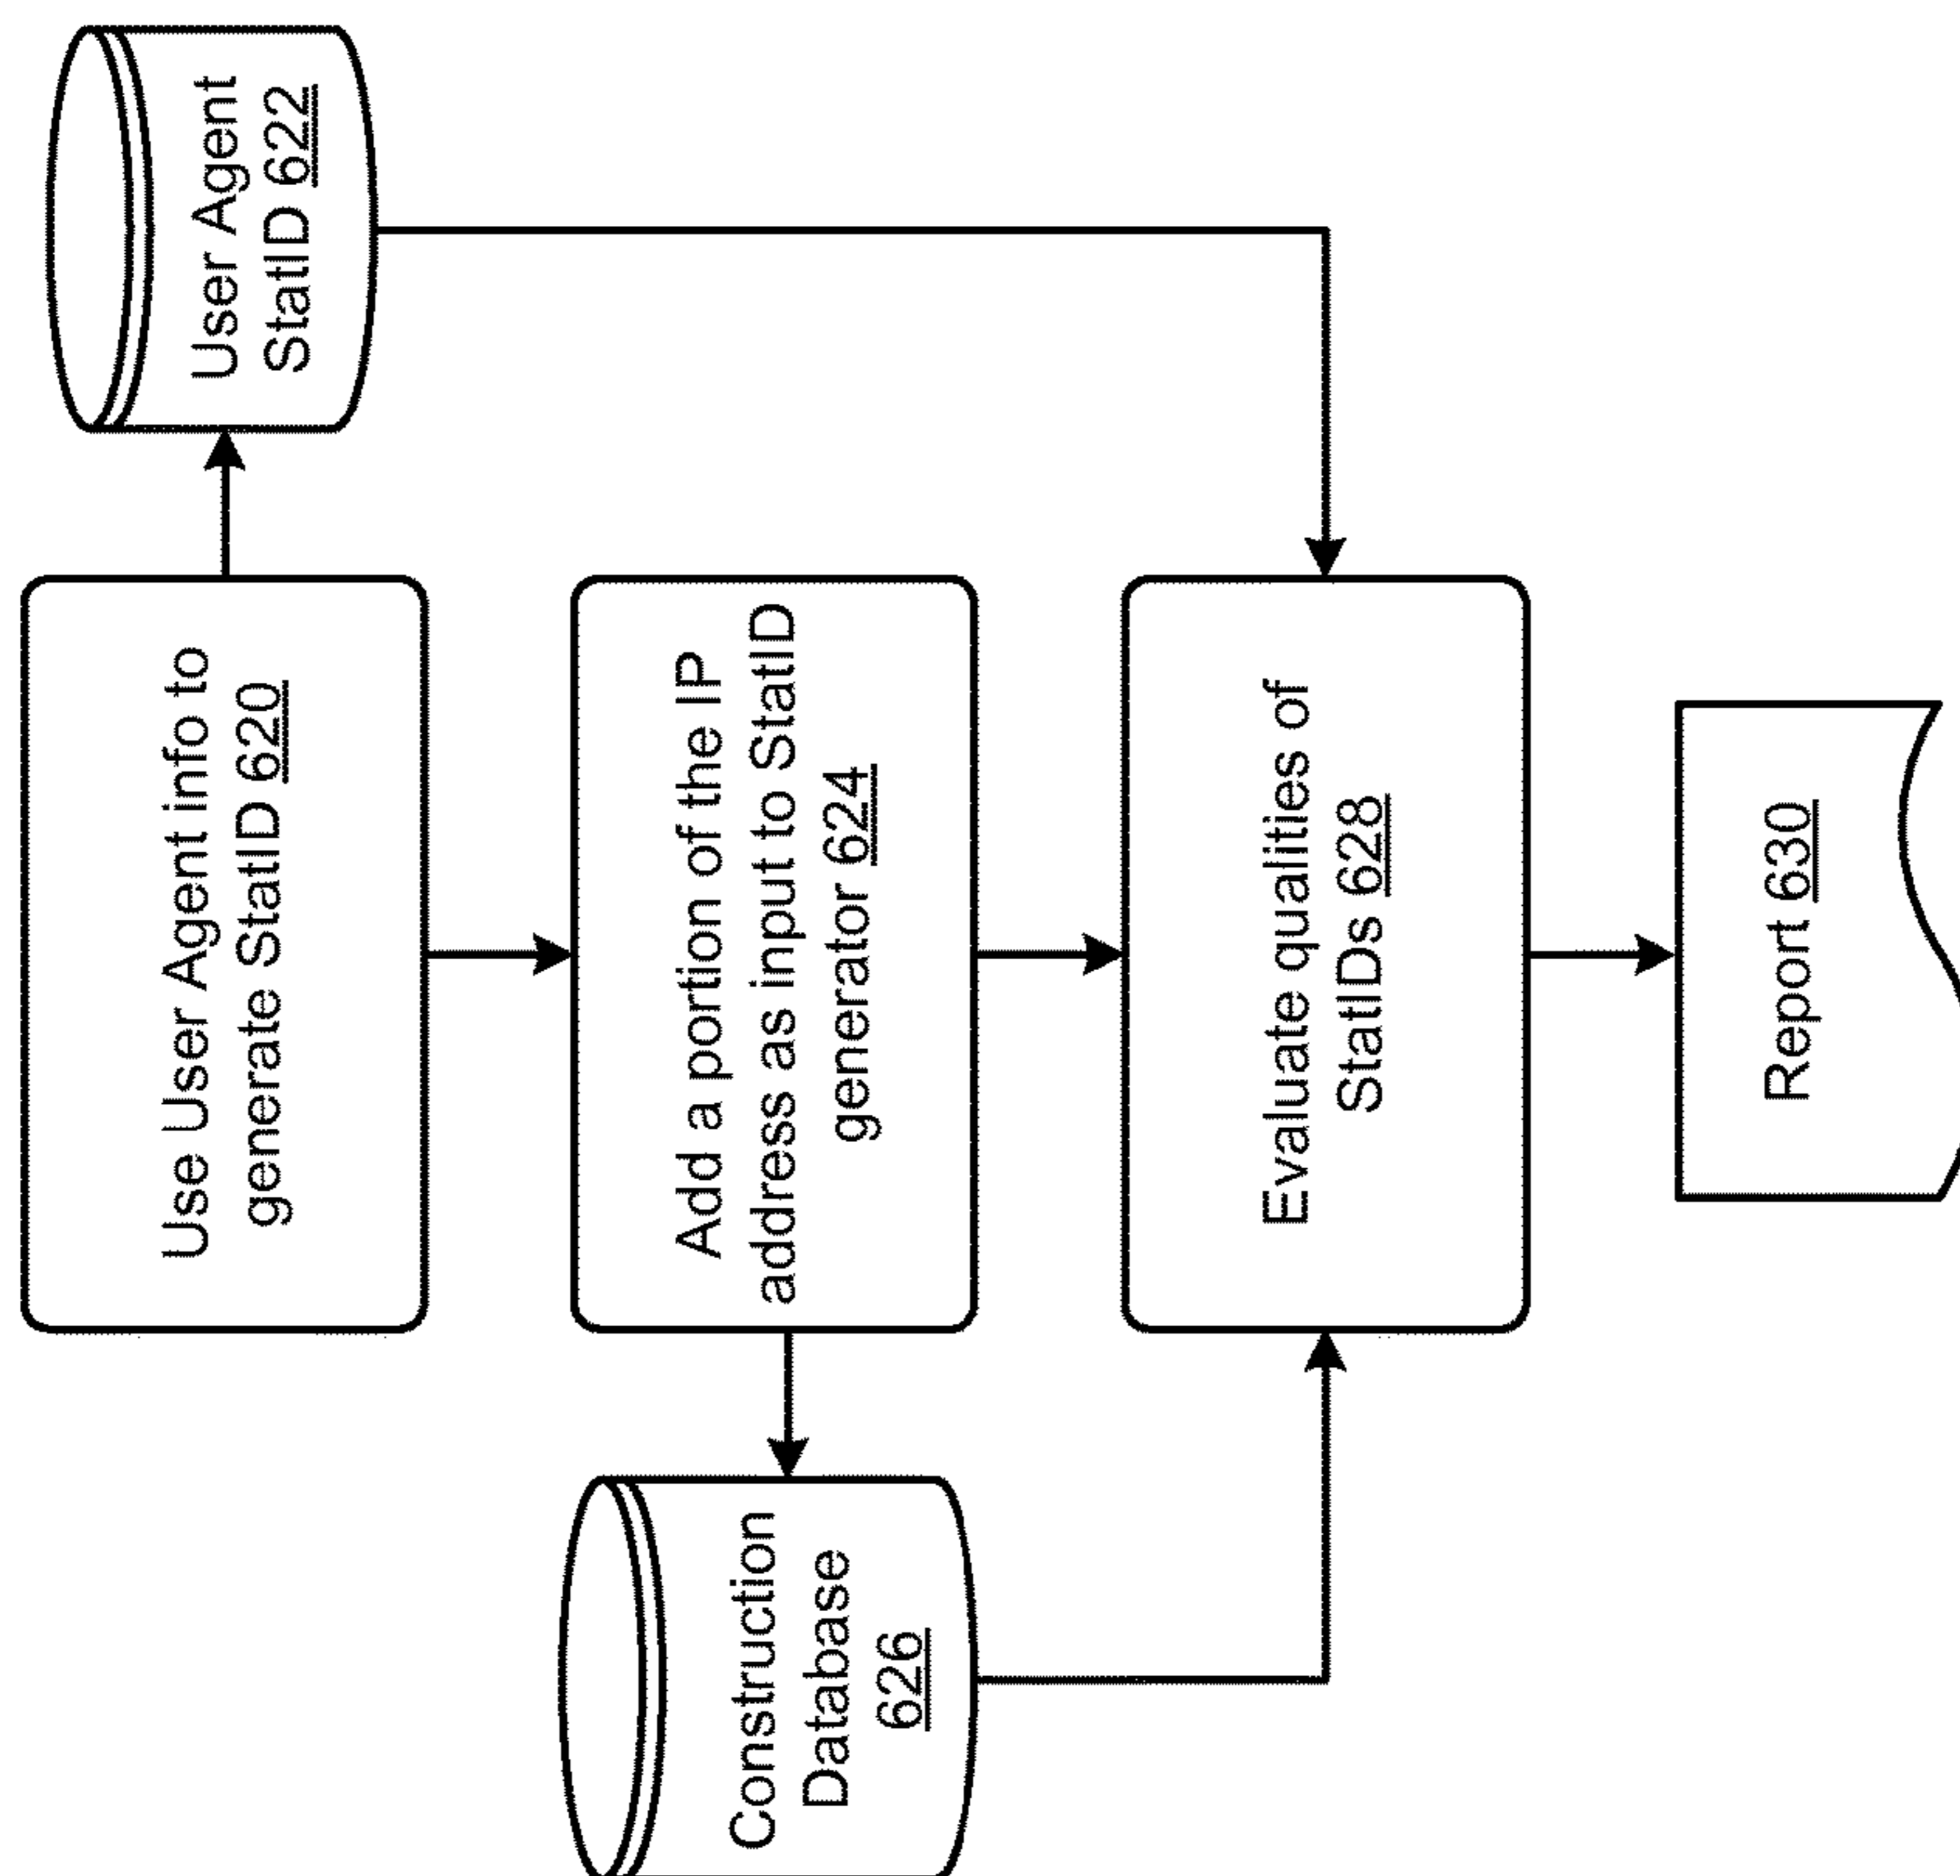 Use User Agent info to
generate StatID 620
User Agent
StatID 622
Add a portion of the IP
address as input to StatID
generator 624
Construction
Database
626
Evaluate qualities of
StatIDs 628
Report 630